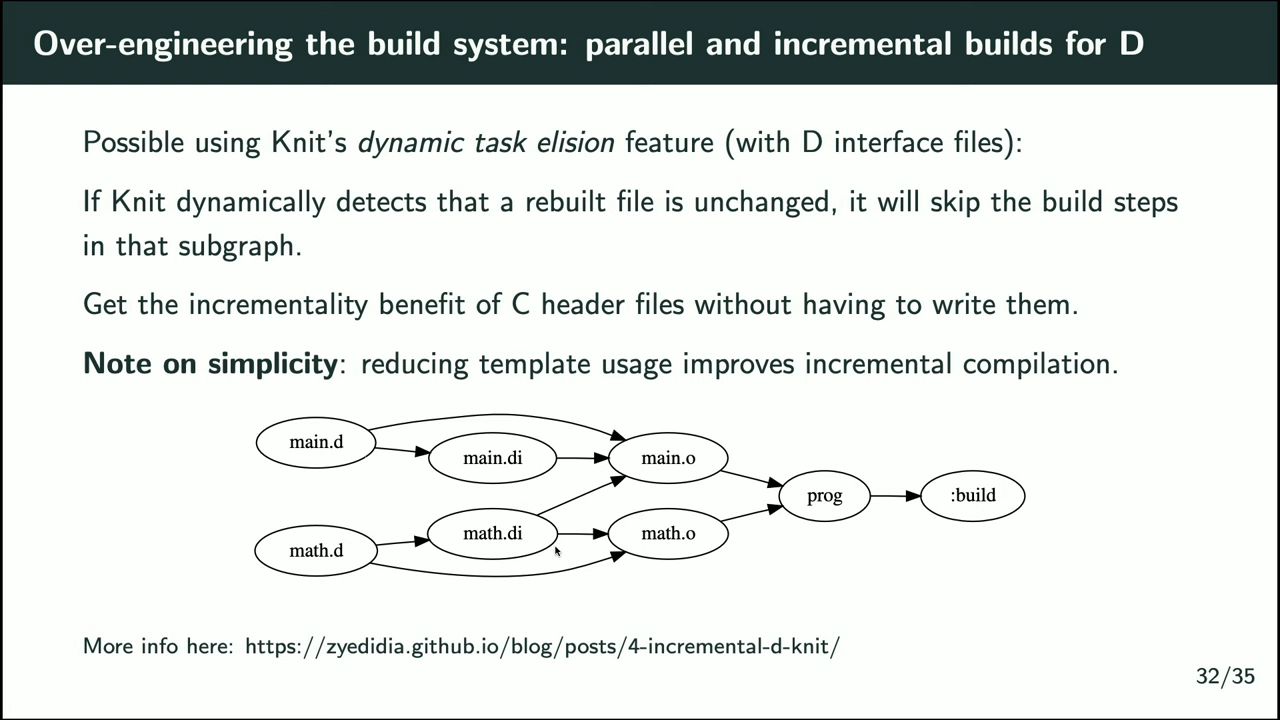 Over-engineering the build system: parallel and incremental builds for D
Possible using Knit's dynamic task elision feature (with D interface files):
If Knit dynamically detects that a rebuilt file is unchanged, it will skip the build steps
in that subgraph.
Get the incrementality benefit of C header files without having to write them.
Note on simplicity: reducing template usage improves incremental compilation.
main.d
main.di
main.o
prog
:build
math.d
math.di
math.o
More info here: https://zyedidia.github.io/blog/posts/4-incremental-d-knit/
32/35